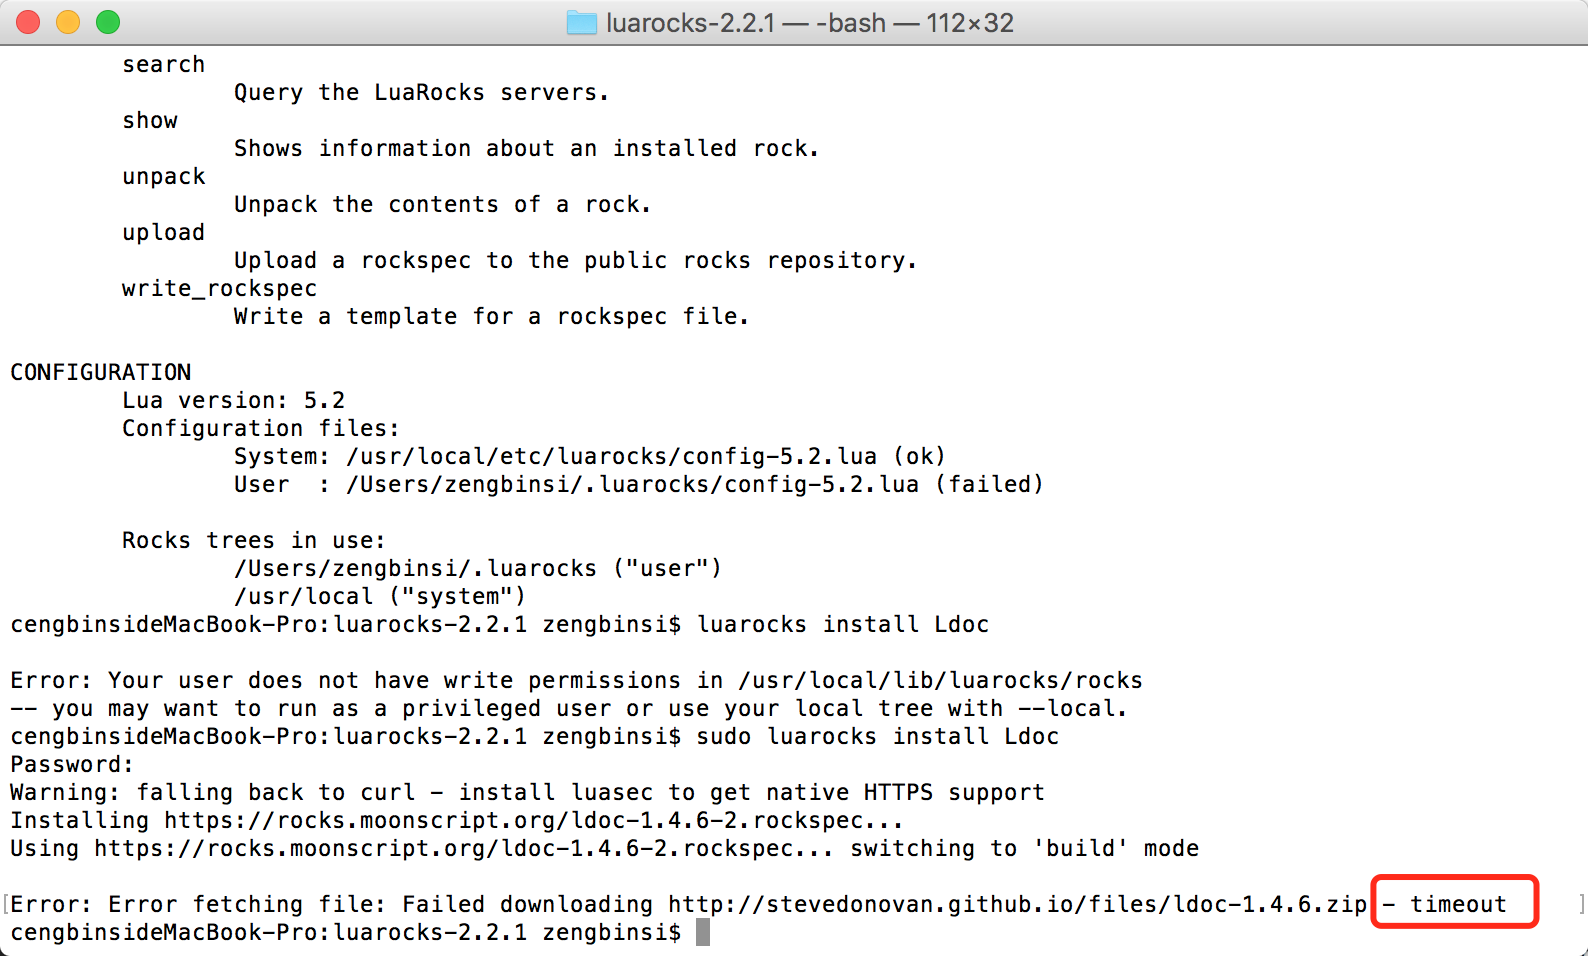 luarocks-2.2.1 — -bash — 112×32
search
Query the LuaRocks servers.
show
Shows information about an installed rock.
unpack
Unpack the contents of a rock.
upload
Upload a rockspec to the public rocks repository.
write_rockspec
Write a template for a rockspec file.
CONFIGURATION
Lua version: 5.2
Configuration files:
System: /usr/local/etc/luarocks/config-5.2.lua (ok)
User  : /Users/zengbinsi/.luarocks/config-5.2.lua (failed)
Rocks trees in use:
/Users/zengbinsi/.luarocks ("user")
/usr/local ("system")
cengbinsideMacBook-Pro:luarocks-2.2.1 zengbinsi$ luarocks install Ldoc
Error: Your user does not have write permissions in /usr/local/lib/luarocks/rocks
-- you may want to run as a privileged user or use your local tree with --local.
cengbinsideMacBook-Pro:luarocks-2.2.1 zengbinsi$ sudo luarocks install Ldoc
Password:
Warning: falling back to curl - install luasec to get native HTTPS support
Installing https://rocks.moonscript.org/ldoc-1.4.6-2.rockspec...
Using https://rocks.moonscript.org/ldoc-1.4.6-2.rockspec... switching to 'build' mode
[Error: Error fetching file: Failed downloading http://stevedonovan.github.io/files/ldoc-1.4.6.zip - timeout ]
cengbinsideMacBook-Pro:luarocks-2.2.1 zengbinsi$